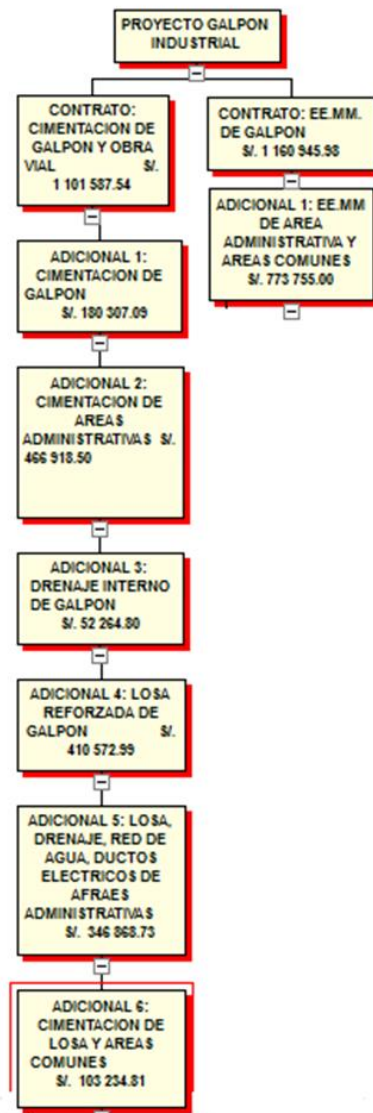 PROYECTO GALPON
INDUSTRIAL
CONTRATO:
CIMENTACION DE
GALPON Y OBRA
VIAL S/.
1 101 587.54
CONTRATO: EE.MM.
DE GALPON
S/. 1 160 945.98
ADICIONAL 1: EE.MM
DE AREA
ADMINISTRATIVA Y
AREAS COMUNES
S/. 773 755.00
ADICIONAL 1:
CIMENTACION DE
GALPON
S/. 180 307.09
ADICIONAL 2:
CIMENTACION DE
AREAS
ADMINISTRATIVAS S/.
466 918.50
ADICIONAL 3:
DRENAJE INTERNO
DE GALPON
S/. 52 264.80
ADICIONAL 4: LOSA
REFORZADA DE
GALPON S/.
410 572.99
ADICIONAL 5: LOSA,
DRENAJE, RED DE
AGUA, DUCTOS
ELECTRICOS DE
AFRAES
ADMINISTRATIVAS
S/. 346 868.73
ADICIONAL 6:
CIMENTACION DE
LOSA Y AREAS
COMUNES
S/. 103 234.81